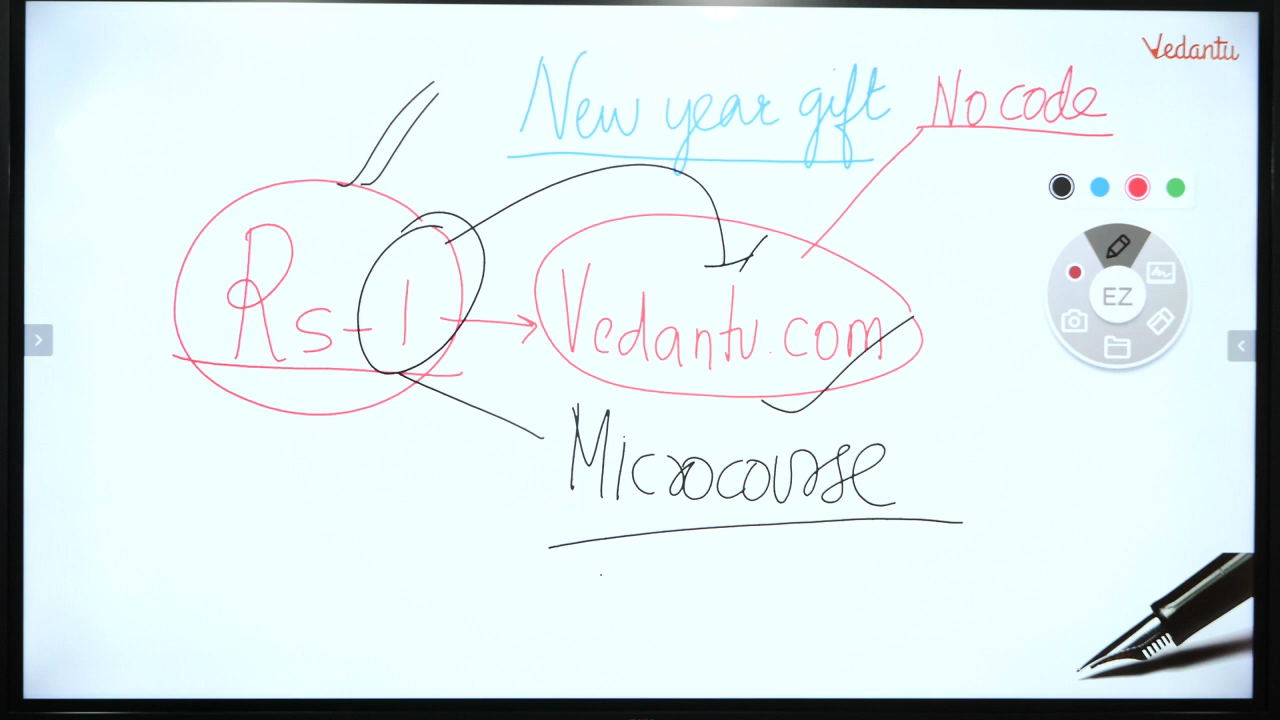 Vedantu
New year gift
No code
Rs-1 → Vedantu.com
Microcourse
EZ